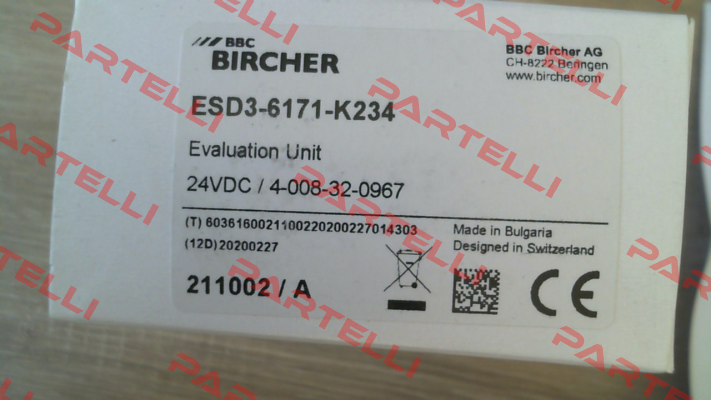 BBC
BIRCHER
BBC Bircher AG
CH-8222 Beringen
www.bircher.com
ESD3-6171-K234
Evaluation Unit
24VDC / 4-008-32-0967
(T) 6036160021100220200227014303
(12D) 20200227
Made in Bulgaria
Designed in Switzerland
211002 / A
CE
PARTELLI
PARTELLI
PARTELLI
PARTELLI
PARTELLI
PARTELLI
PARTELLI
PARTELLI
PARTELLI